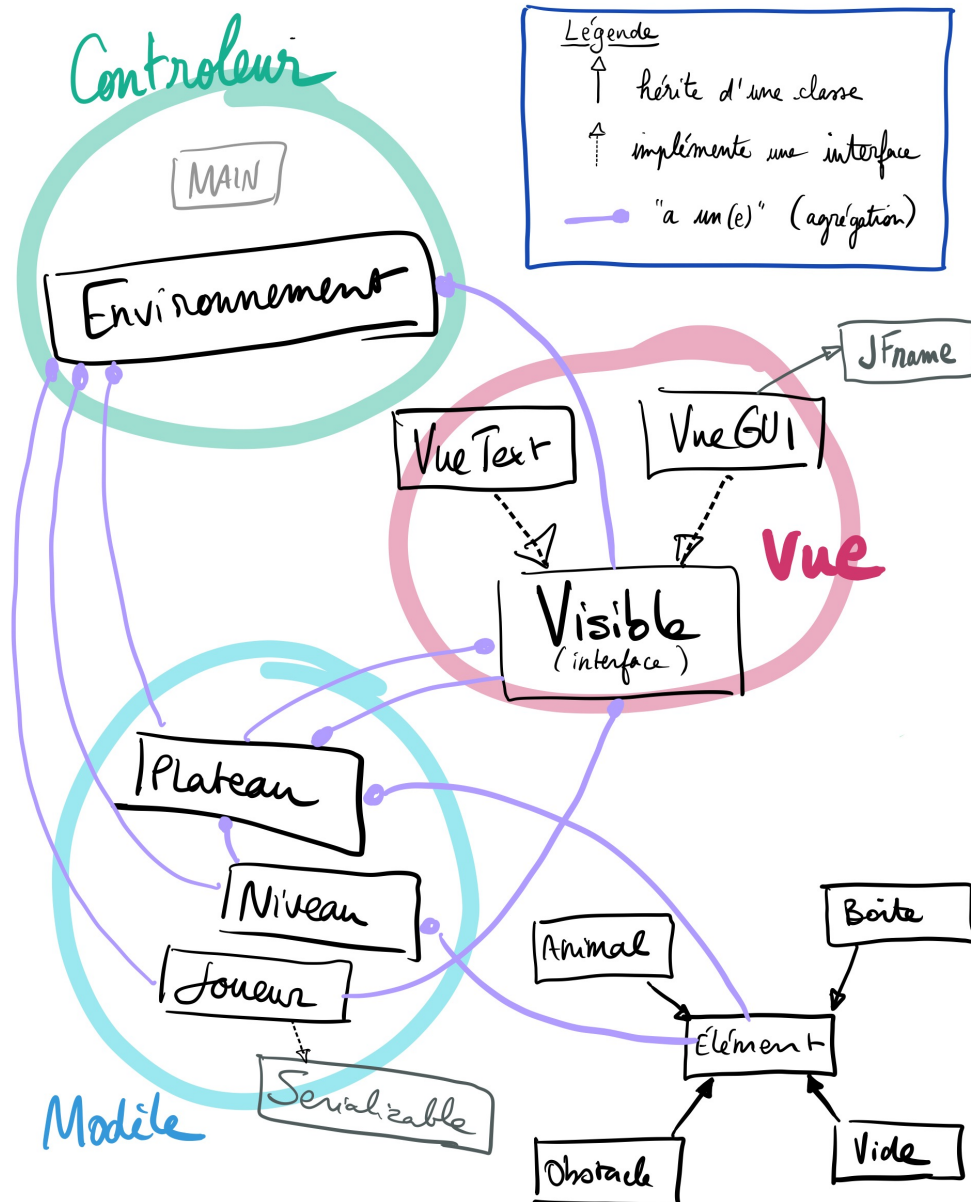 Controleur
MAIN
Environnement
Légende
hérite d'une classe
implémente une interface
"a un(e)" (agrégation)
JFrame
VueText
VueGUI
Vue
Visible
(interface)
Plateau
Niveau
Joueur
Serializable
Modèle
Animal
Boîte
Élément
Obstacle
Vide